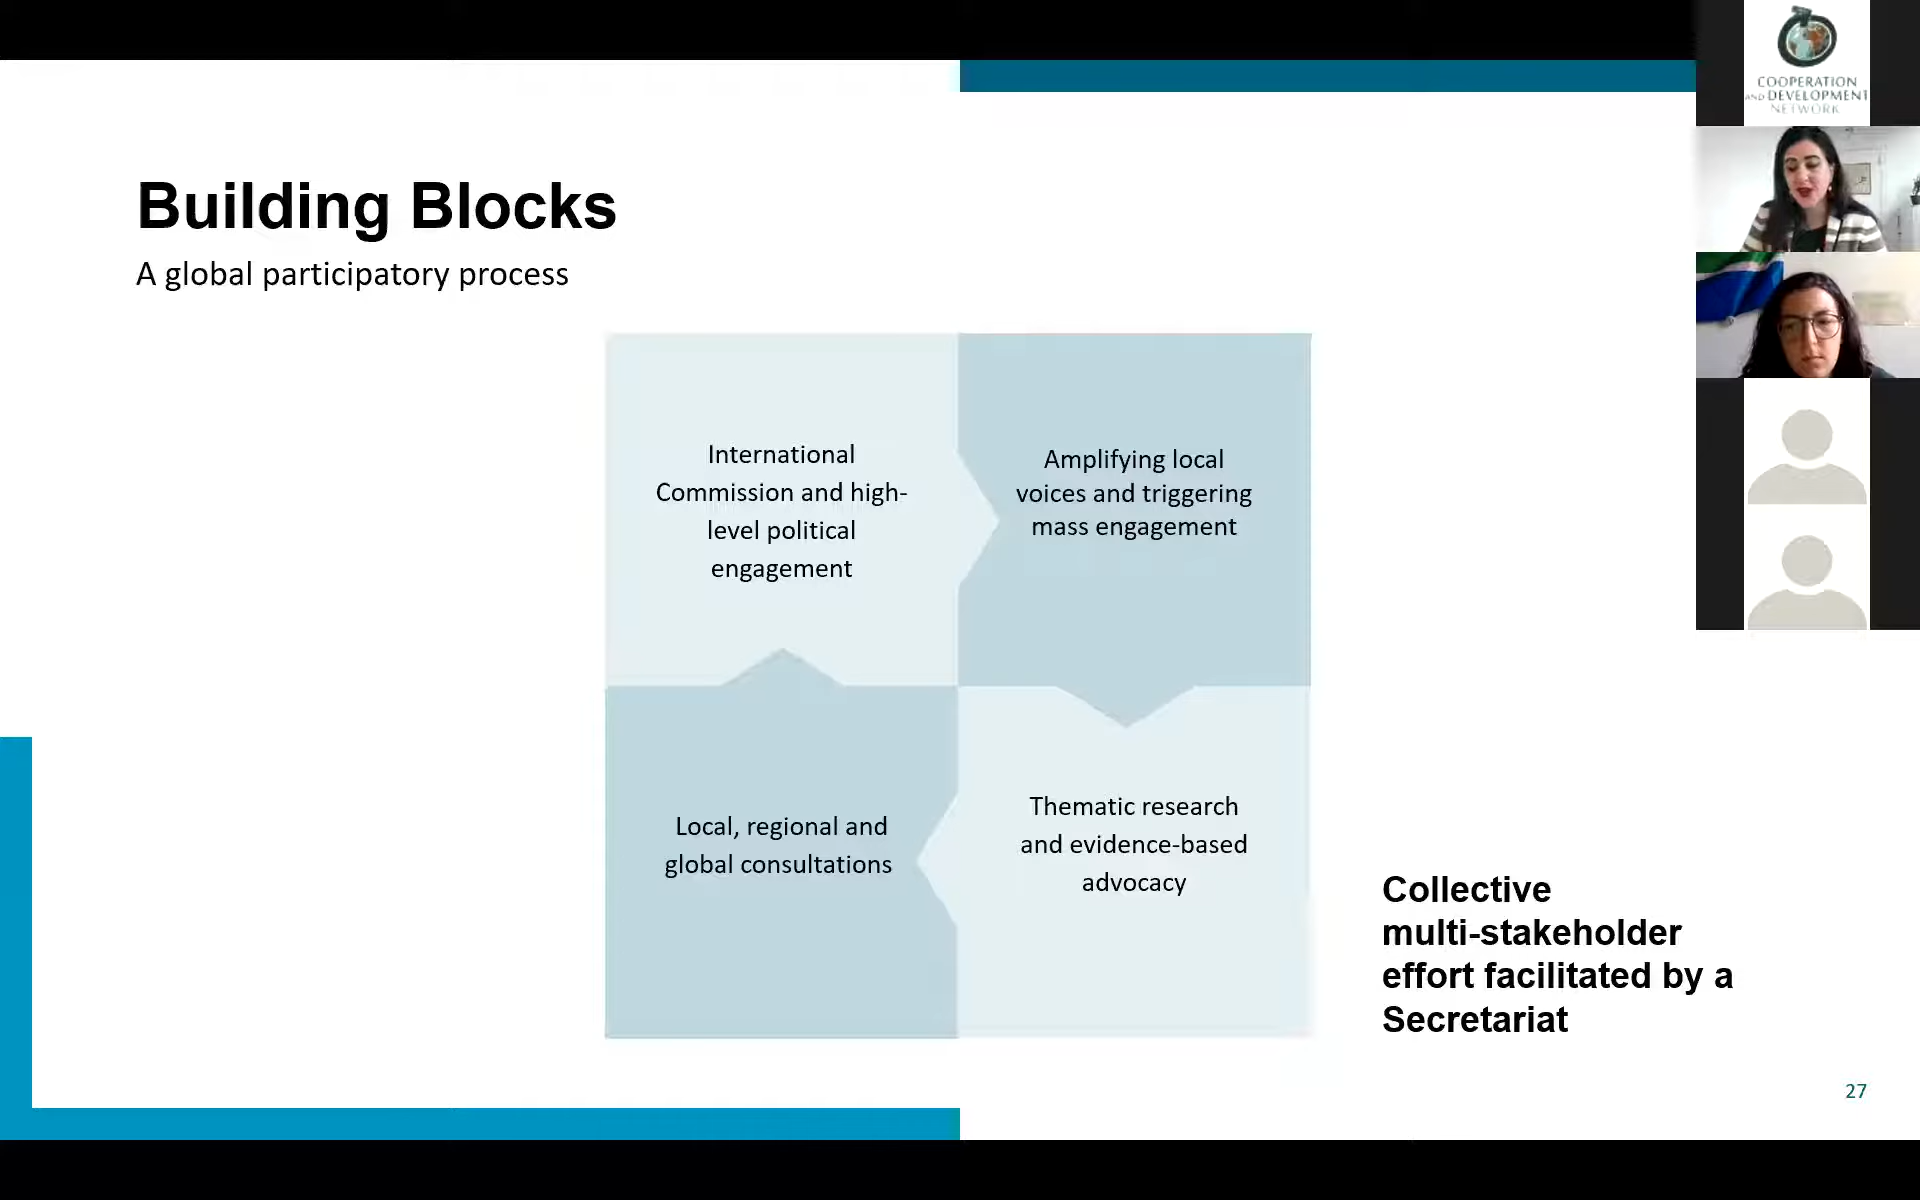 COOPERATION
AND DEVELOPMENT
NETWORK
Building Blocks
A global participatory process
International
Commission and high-
level political
engagement
Amplifying local
voices and triggering
mass engagement
Local, regional and
global consultations
Thematic research
and evidence-based
advocacy
Collective
multi-stakeholder
effort facilitated by a
Secretariat
27